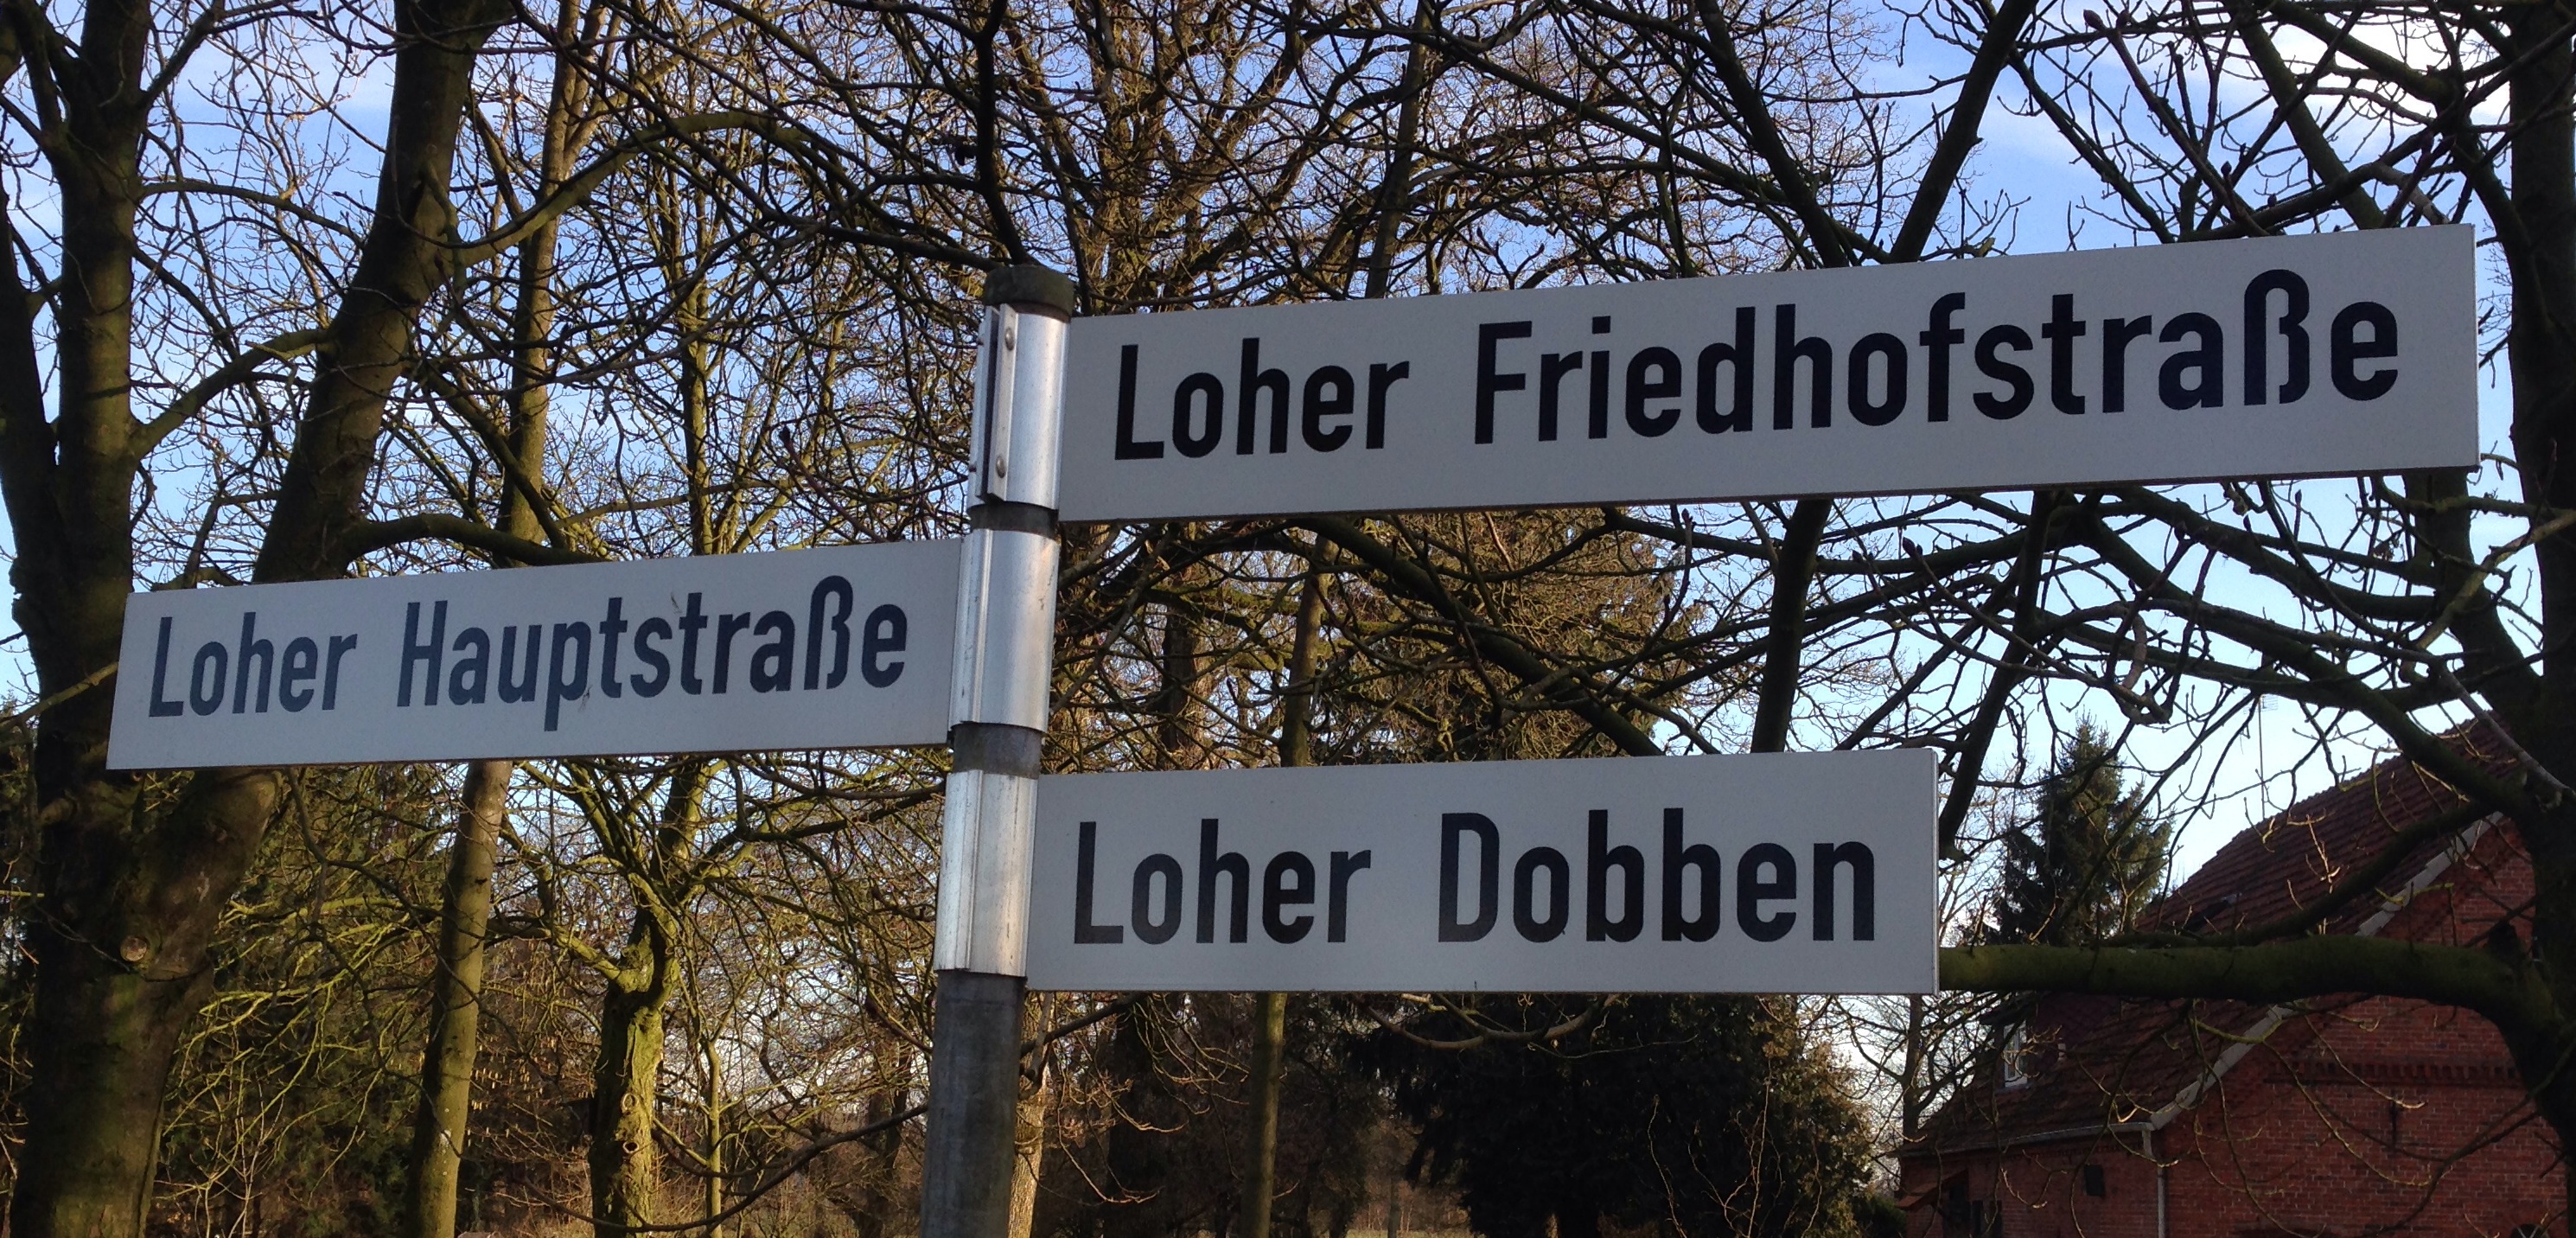 Loher Friedhofstraße
Loher Hauptstraße
Loher Dobben